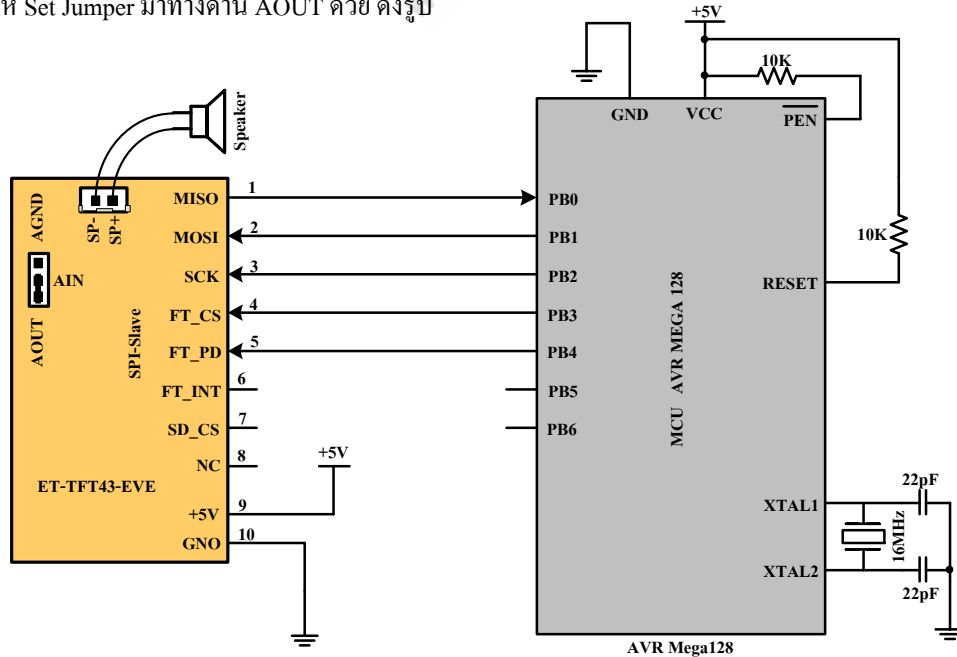 ห้ Set Jumper มาทางด้าน AOUT ด้วย ดังรูป
+5V
10K
GND
VCC
PEN
Speaker
AGND
SP-
SP+
MISO
1
PB0
MOSI
2
PB1
10K
AIN
SCK
3
PB2
RESET
FT_CS
4
PB3
AOUT
SPI-Slave
FT_PD
5
PB4
MCU AVR MEGA 128
FT_INT
6
PB5
SD_CS
7
PB6
NC
8
+5V
ET-TFT43-EVE
+5V
9
GNO
10
XTAL1
22pF
16MHz
XTAL2
22pF
AVR Mega128